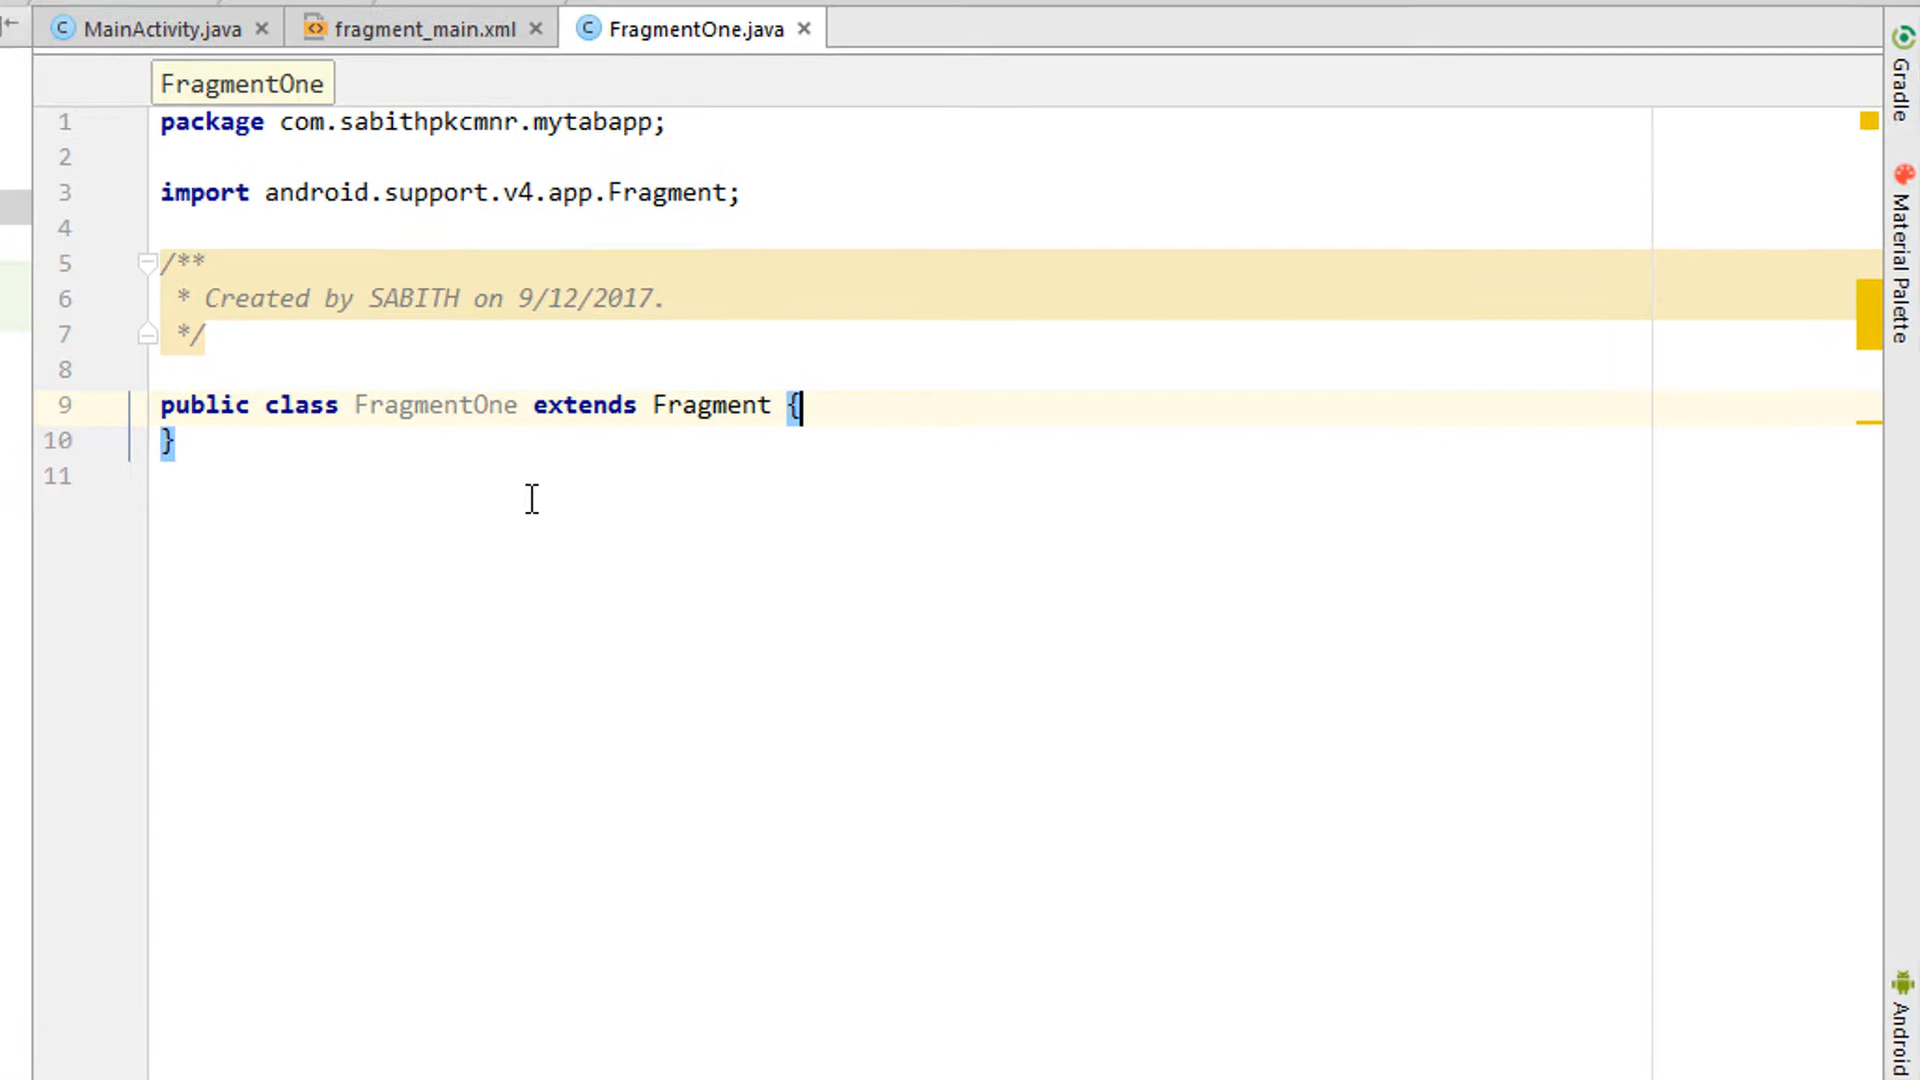 MainActivity.java fragment_main.xml FragmentOne.java
FragmentOne
1 package com.sabithpkcmnr.mytabapp;
2
3 import android.support.v4.app.Fragment;
4
5 /**
6 * Created by SABITH on 9/12/2017.
7 */
8
9 public class FragmentOne extends Fragment {
10 }
11
Gradle
Material Palette
Android